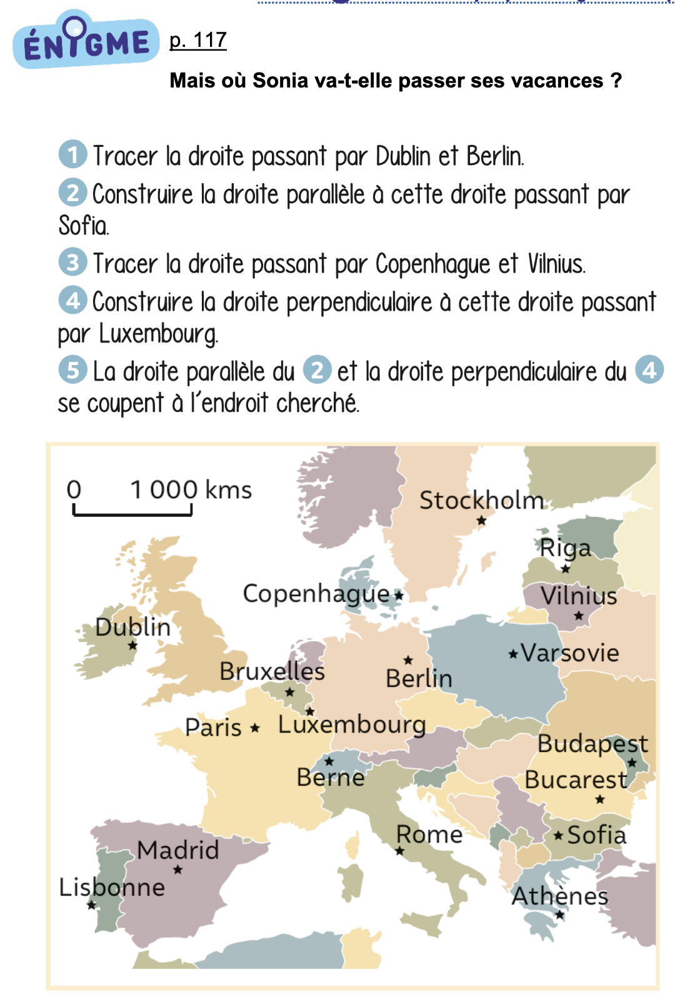 ÉNIGME p. 117
Mais où Sonia va-t-elle passer ses vacances ?
1 Tracer la droite passant par Dublin et Berlin.
2 Construire la droite parallèle à cette droite passant par
Sofia.
3 Tracer la droite passant par Copenhague et Vilnius.
4 Construire la droite perpendiculaire à cette droite passant
par Luxembourg.
5 La droite parallèle du 2 et la droite perpendiculaire du 4
se coupent à l'endroit cherché.
0 1 000 kms
Stockholm
Riga
Copenhague
Vilnius
Dublin
Varsovie
Bruxelles
Berlin
Paris
Luxembourg
Budapest
Berne
Bucarest
Rome
Sofia
Madrid
Lisbonne
Athènes